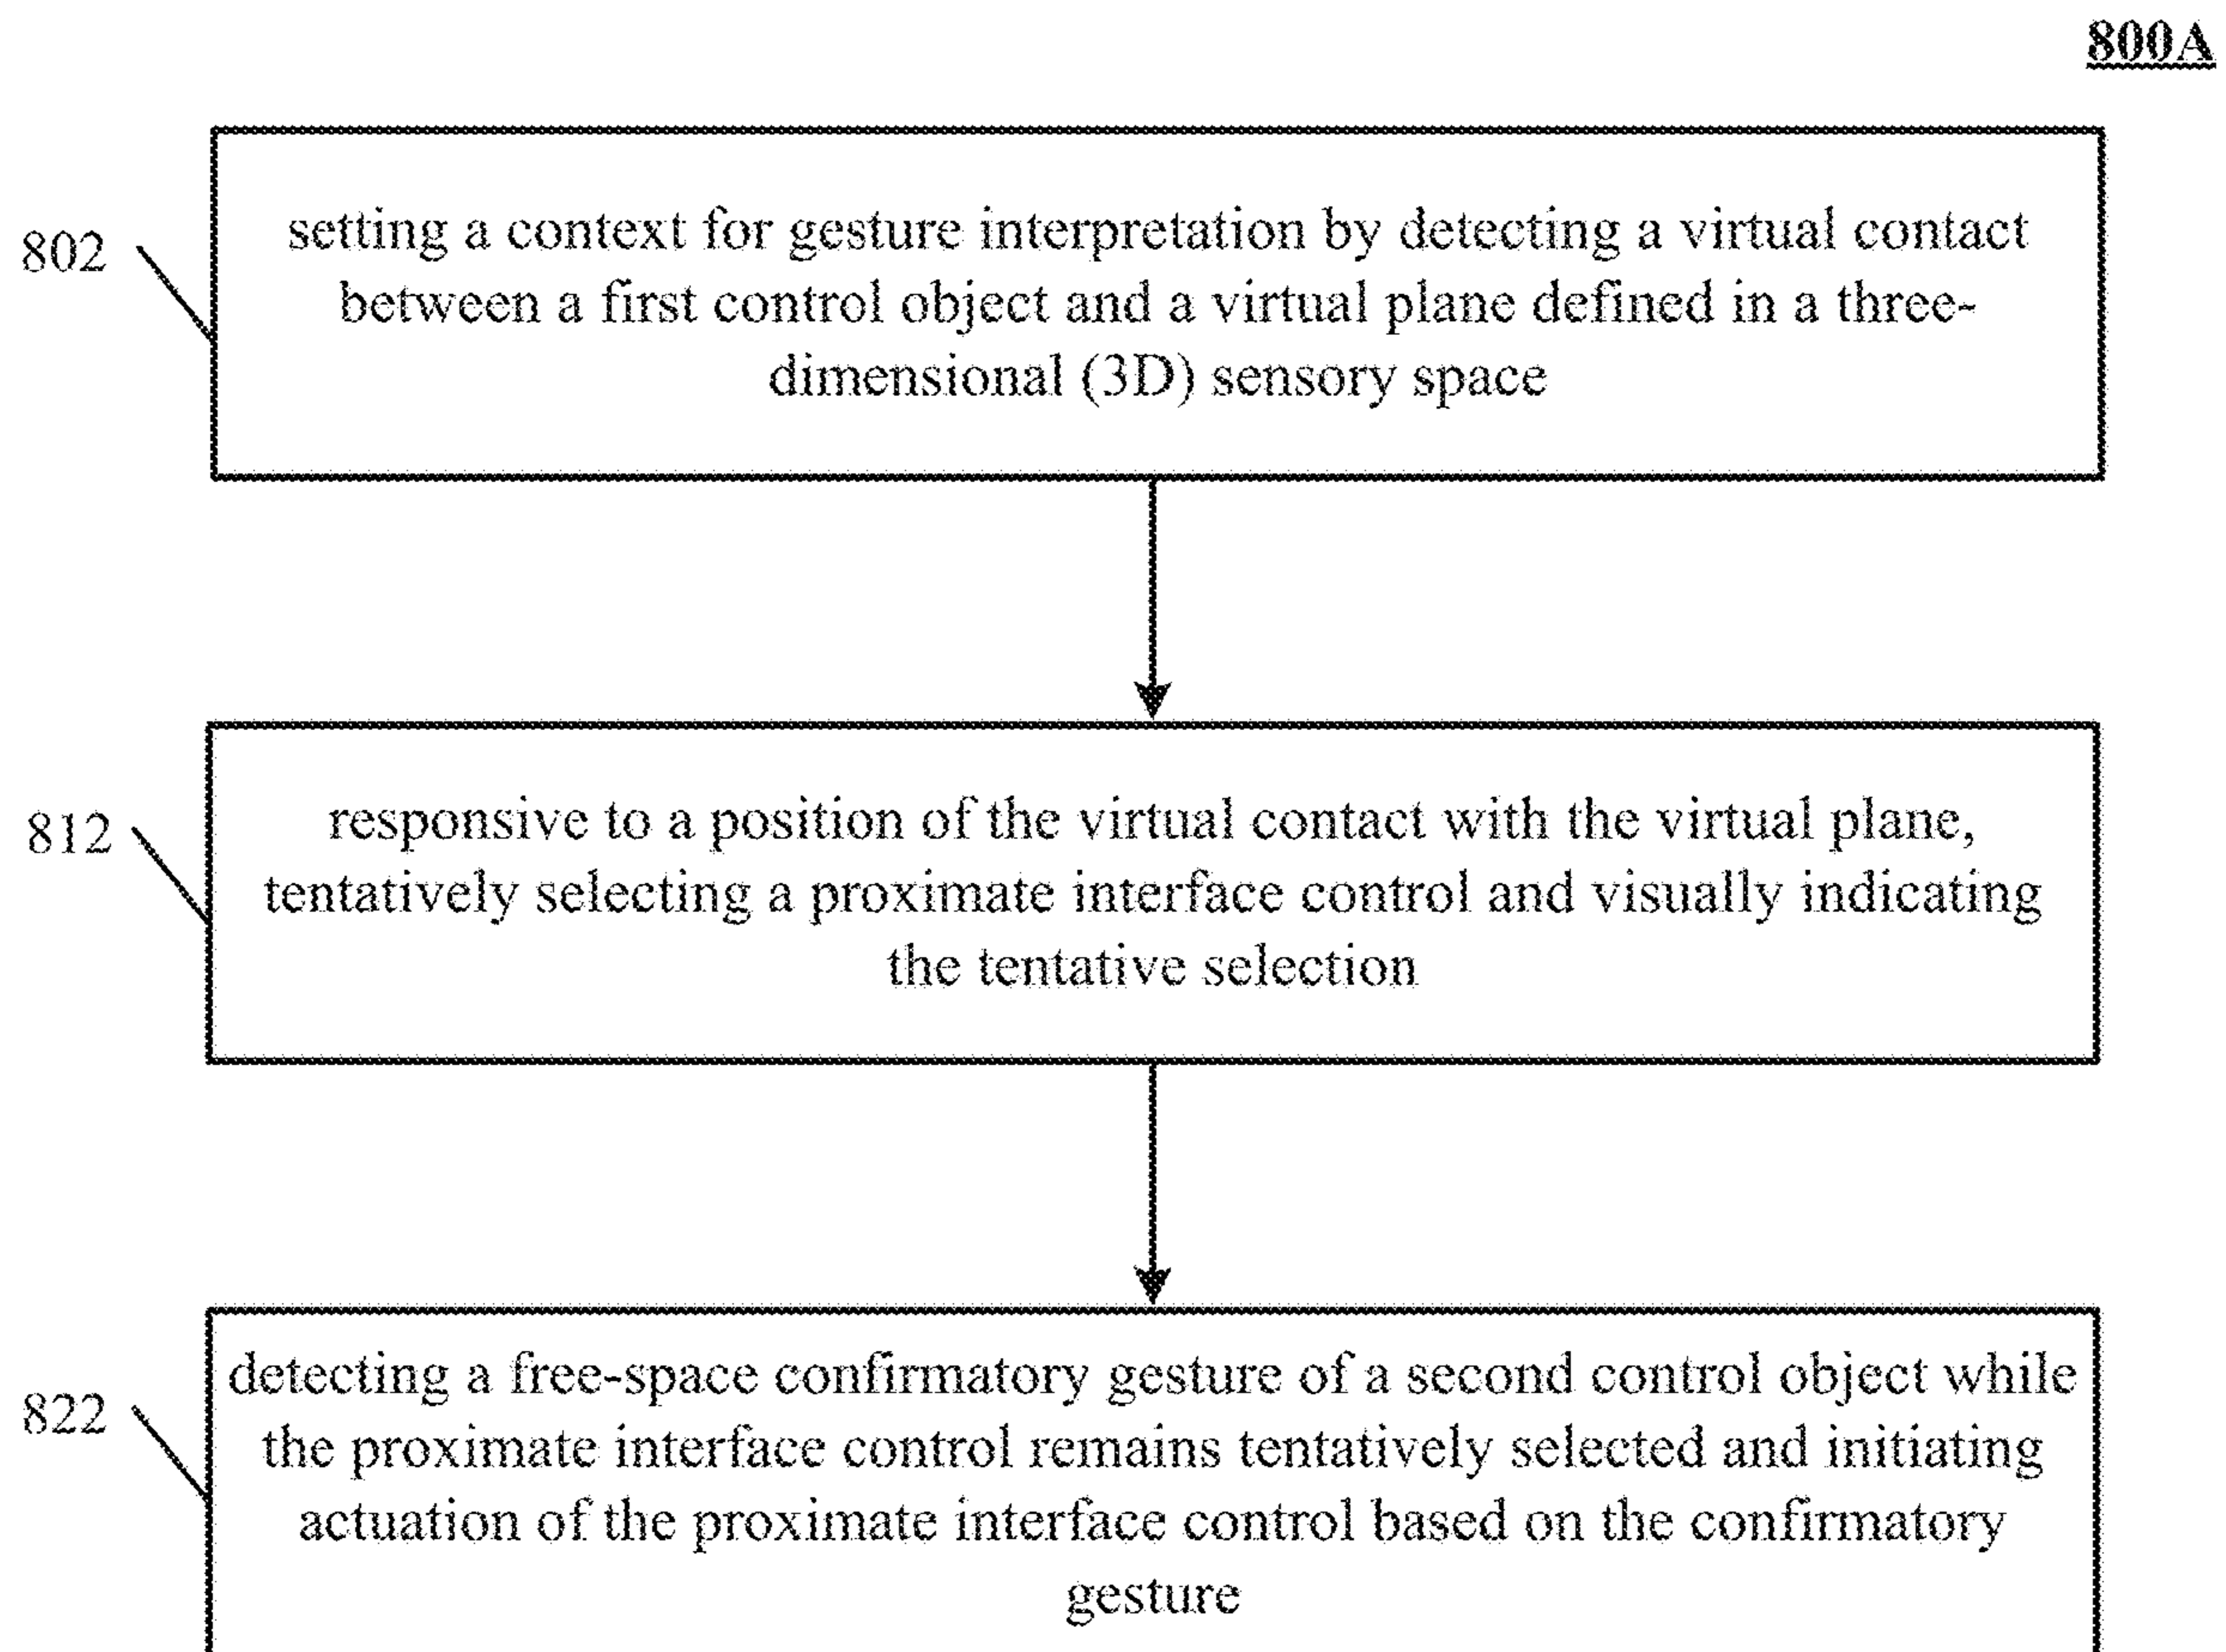 800A
802
setting a context for gesture interpretation by detecting a virtual contact
between a first control object and a virtual plane defined in a three-
dimensional (3D) sensory space
812
responsive to a position of the virtual contact with the virtual plane,
tentatively selecting a proximate interface control and visually indicating
the tentative selection
822
detecting a free-space confirmatory gesture of a second control object while
the proximate interface control remains tentatively selected and initiating
actuation of the proximate interface control based on the confirmatory
gesture